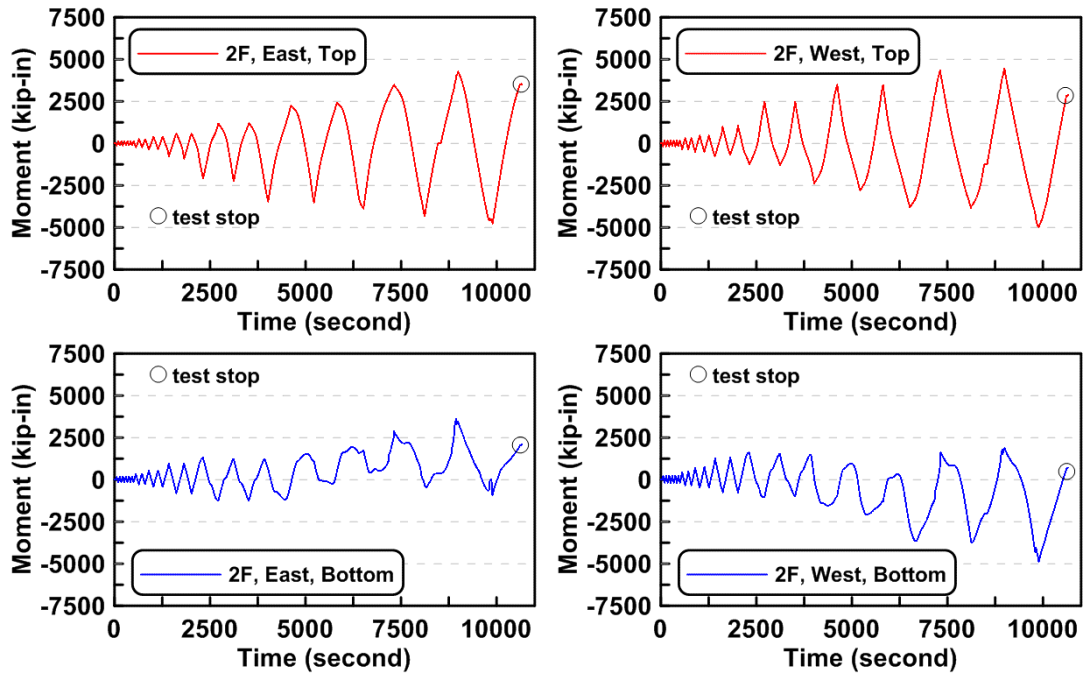 7500
5000
2500
0
-2500
-5000
-7500
Moment (kip-in)
2F, East, Top
test stop
0 2500 5000 7500 10000
Time (second)
7500
5000
2500
0
-2500
-5000
-7500
Moment (kip-in)
2F, West, Top
test stop
0 2500 5000 7500 10000
Time (second)
7500
5000
2500
0
-2500
-5000
-7500
Moment (kip-in)
test stop
2F, East, Bottom
0 2500 5000 7500 10000
Time (second)
7500
5000
2500
0
-2500
-5000
-7500
Moment (kip-in)
test stop
2F, West, Bottom
0 2500 5000 7500 10000
Time (second)